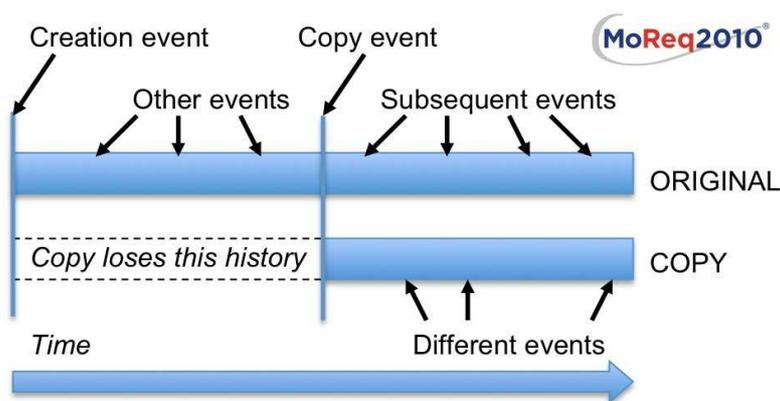 Creation event
Copy event
MoReq2010®
Other events
Subsequent events
ORIGINAL
Copy loses this history
COPY
Time
Different events